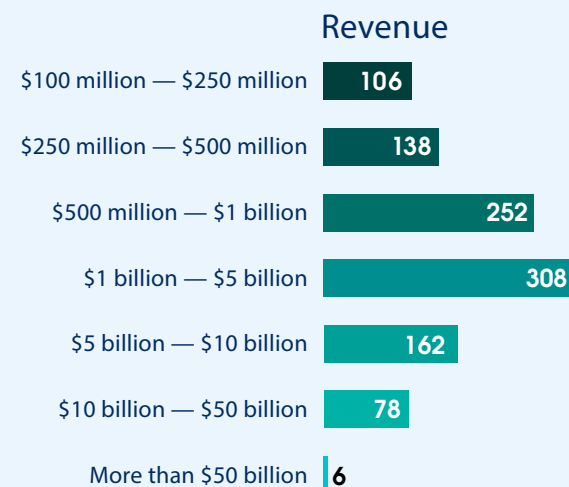 Revenue
$100 million — $250 million 106
$250 million — $500 million 138
$500 million — $1 billion 252
$1 billion — $5 billion 308
$5 billion — $10 billion 162
$10 billion — $50 billion 78
More than $50 billion 6